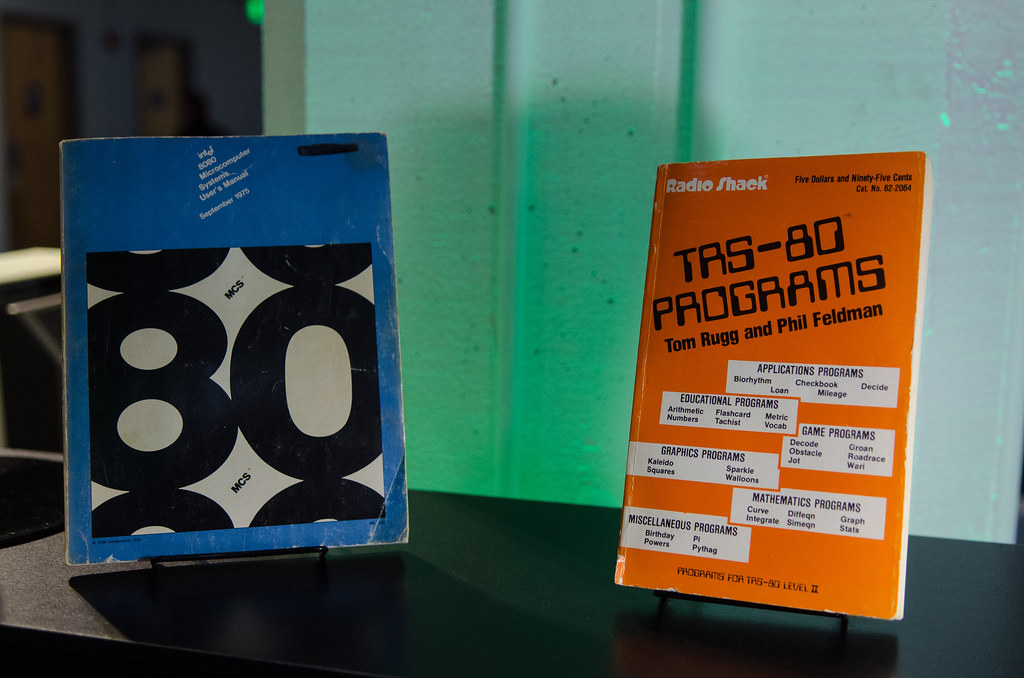 intel
8080
Microcomputer
Systems
User's Manual
September 1975
MCS™
80
MCS™
Radio Shack®
Five Dollars and Ninety-Five Cents
Cat. No. 62-2064
TRS-80™
PROGRAMS
Tom Rugg and Phil Feldman
APPLICATIONS PROGRAMS
Biorhythm Checkbook Decide
Loan Mileage
EDUCATIONAL PROGRAMS
Arithmetic Flashcard Metric
Numbers Tachist Vocab
GAME PROGRAMS
Decode Groan
Obstacle Roadrace
Jot Wari
GRAPHICS PROGRAMS
Kaleido Sparkle
Squares Walloons
MATHEMATICS PROGRAMS
Curve Diffeqn Graph
Integrate Simeqn Stats
MISCELLANEOUS PROGRAMS
Birthday Pi
Powers Pythag
PROGRAMS FOR TRS-80 LEVEL II